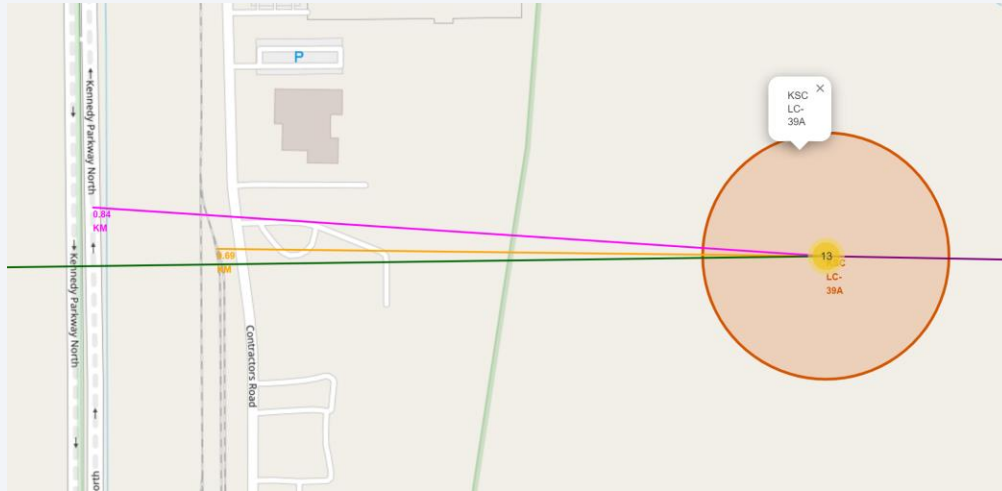 P
KSC
LC-
39A
Kennedy Parkway North
0.84
KM
0.69
KM
13
LC-
39A
Kennedy Parkway North
Contractors Road